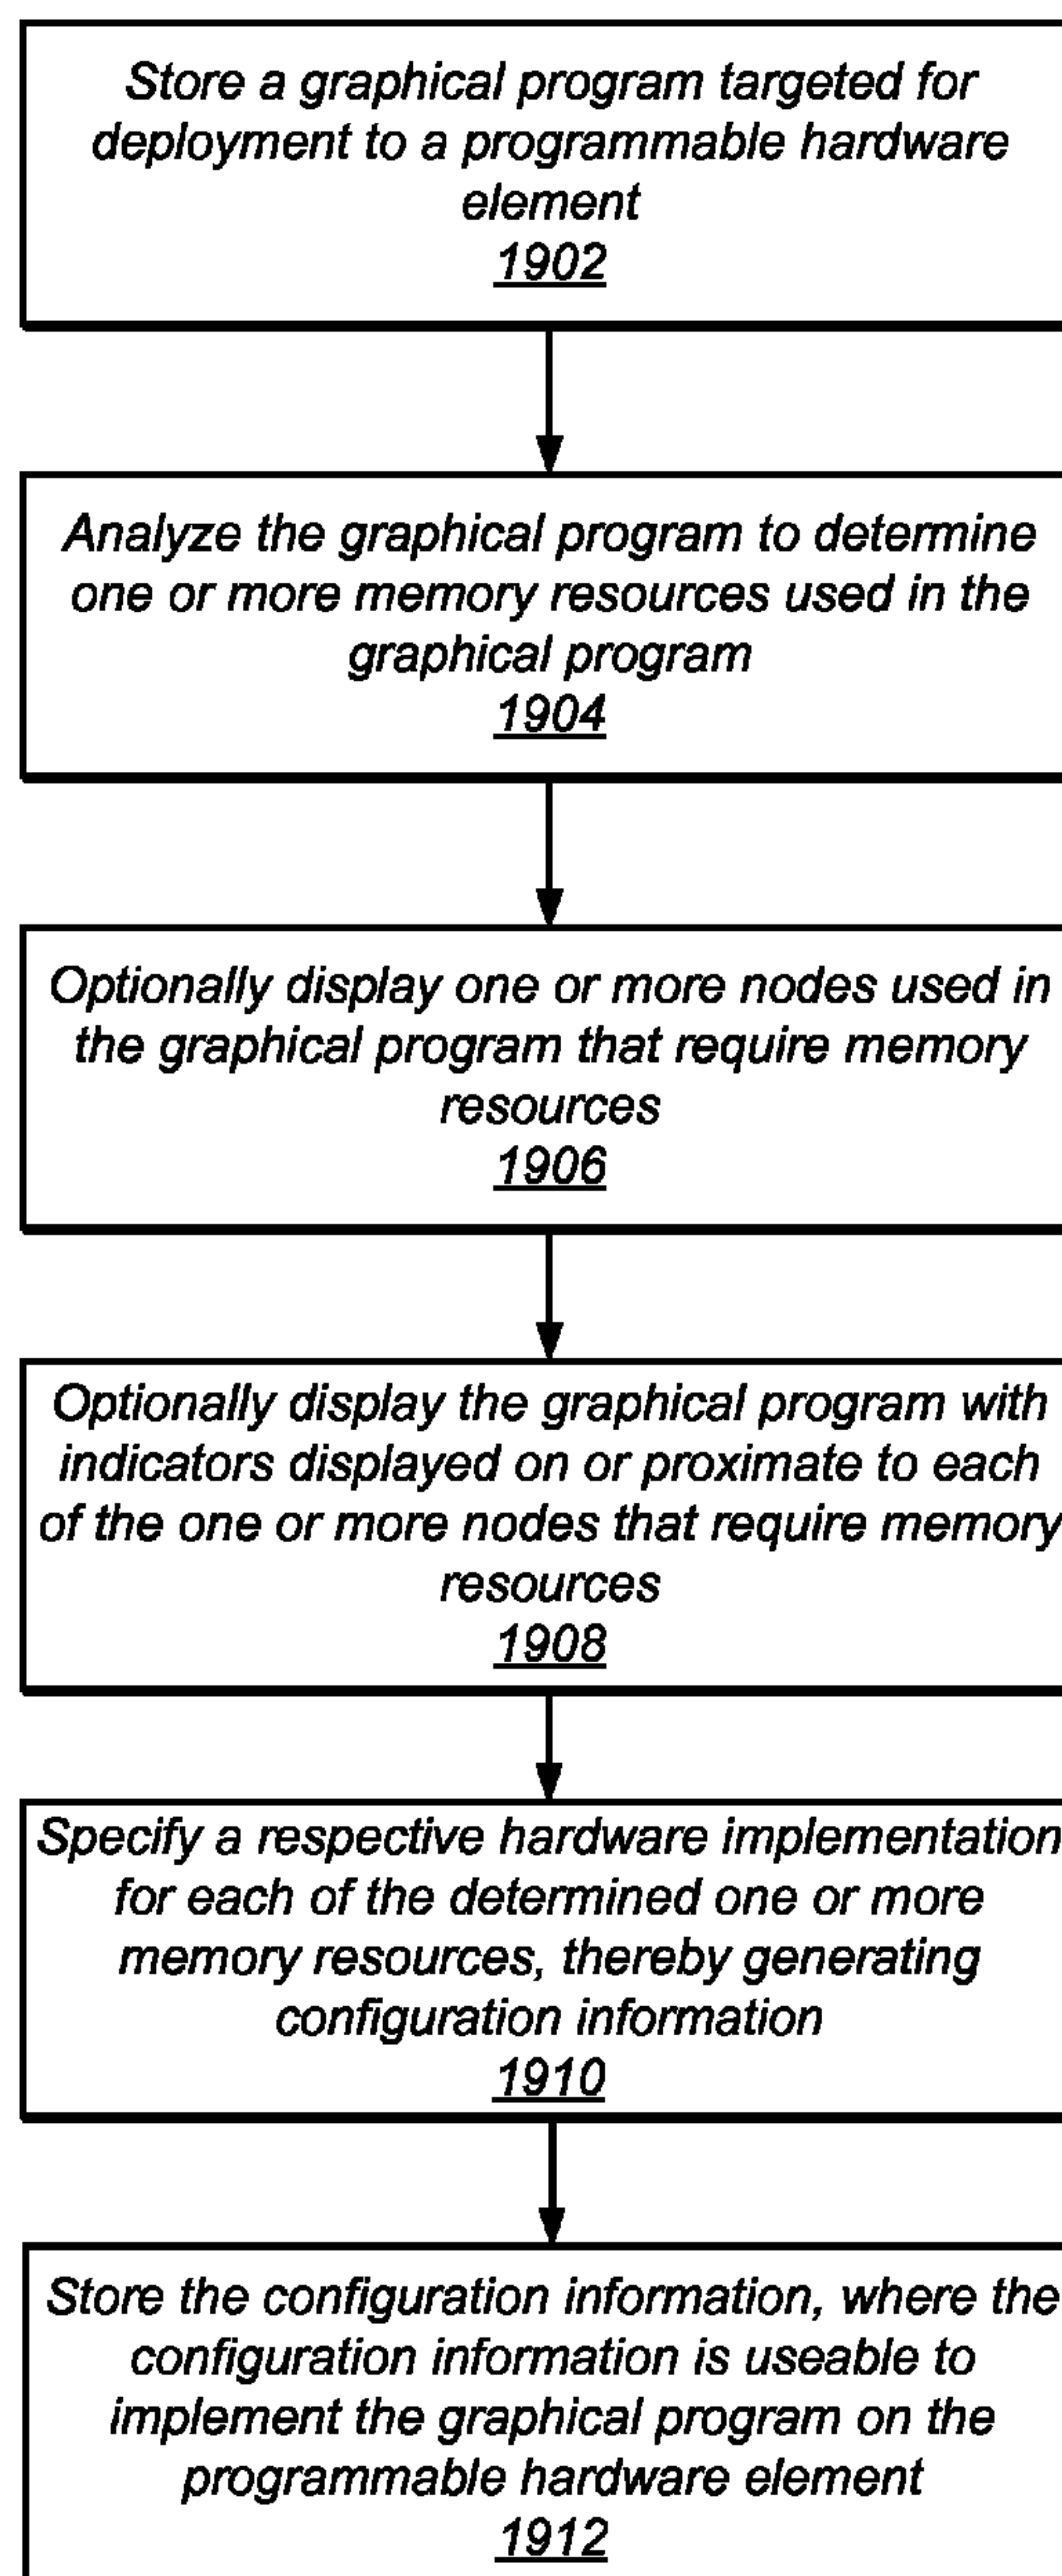 Store a graphical program targeted for
deployment to a programmable hardware
element
1902
Analyze the graphical program to determine
one or more memory resources used in the
graphical program
1904
Optionally display one or more nodes used in
the graphical program that require memory
resources
1906
Optionally display the graphical program with
indicators displayed on or proximate to each
of the one or more nodes that require memory
resources
1908
Specify a respective hardware implementation
for each of the determined one or more
memory resources, thereby generating
configuration information
1910
Store the configuration information, where the
configuration information is useable to
implement the graphical program on the
programmable hardware element
1912